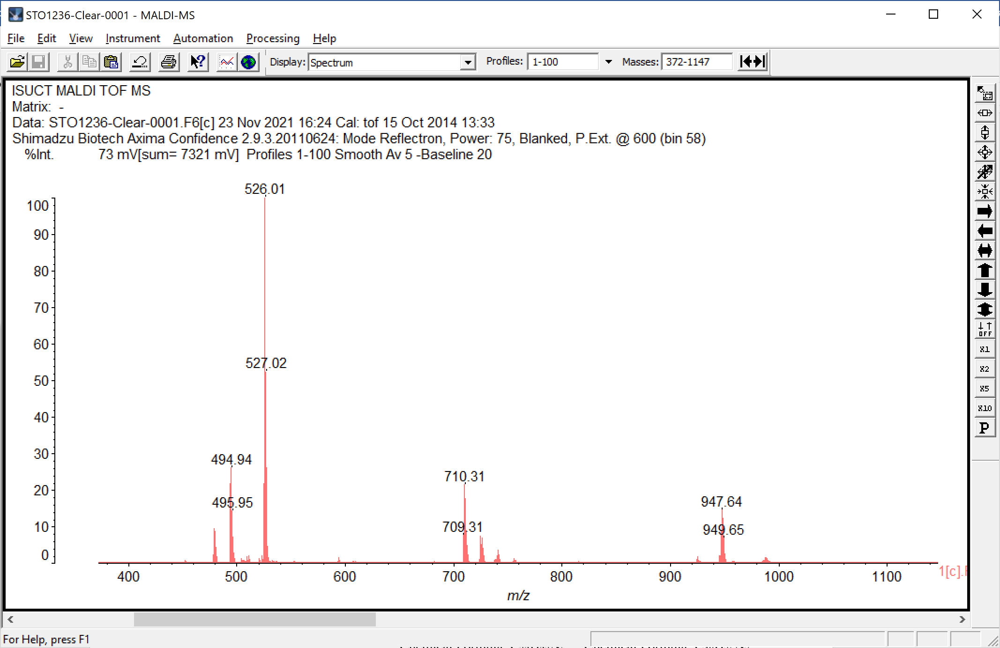 STO1236-Clear-0001 - MALDI-MS
File Edit View Instrument Automation Processing Help
Display: Spectrum Profiles: 1-100 Masses: 372-1147
ISUCT MALDI TOF MS
Matrix: -
Data: STO1236-Clear-0001.F6[c] 23 Nov 2021 16:24 Cal: tof 15 Oct 2014 13:33
Shimadzu Biotech Axima Confidence 2.9.3.20110624: Mode Reflectron, Power: 75, Blanked, P.Ext. @ 600 (bin 58)
%Int. 73 mV[sum= 7321 mV] Profiles 1-100 Smooth Av 5 -Baseline 20
526.01
100
90
80
527.02
70
60
50
40
30
494.94
710.31
20
495.95
947.64
10
709.31
949.65
0
400 500 600 700 800 900 1000 1100
1[c].
m/z
OFF
X1
X2
X5
X10
P
For Help, press F1